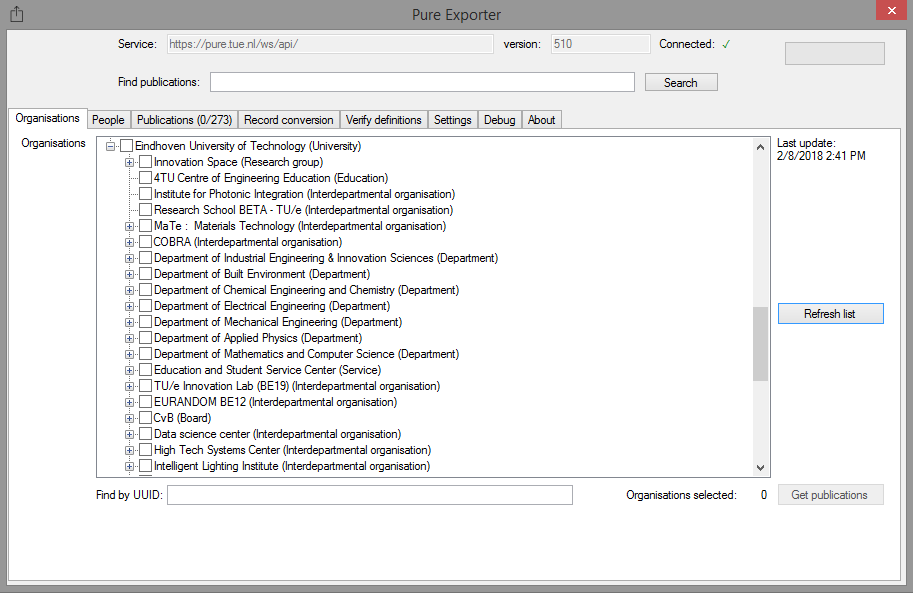 Pure Exporter
Service: https://pure.tue.nl/ws/api/ version: 510 Connected: ✓
Find publications: Search
Organisations People Publications (0/273) Record conversion Verify definitions Settings Debug About
Organisations
Eindhoven University of Technology (University)
Innovation Space (Research group)
4TU Centre of Engineering Education (Education)
Institute for Photonic Integration (Interdepartmental organisation)
Research School BETA - TU/e (Interdepartmental organisation)
MaTe : Materials Technology (Interdepartmental organisation)
COBRA (Interdepartmental organisation)
Department of Industrial Engineering & Innovation Sciences (Department)
Department of Built Environment (Department)
Department of Chemical Engineering and Chemistry (Department)
Department of Electrical Engineering (Department)
Department of Mechanical Engineering (Department)
Department of Applied Physics (Department)
Department of Mathematics and Computer Science (Department)
Education and Student Service Center (Service)
TU/e Innovation Lab (BE19) (Interdepartmental organisation)
EURANDOM BE12 (Interdepartmental organisation)
CvB (Board)
Data science center (Interdepartmental organisation)
High Tech Systems Center (Interdepartmental organisation)
Intelligent Lighting Institute (Interdepartmental organisation)
Last update:
2/8/2018 2:41 PM
Refresh list
Find by UUID: Organisations selected: 0 Get publications